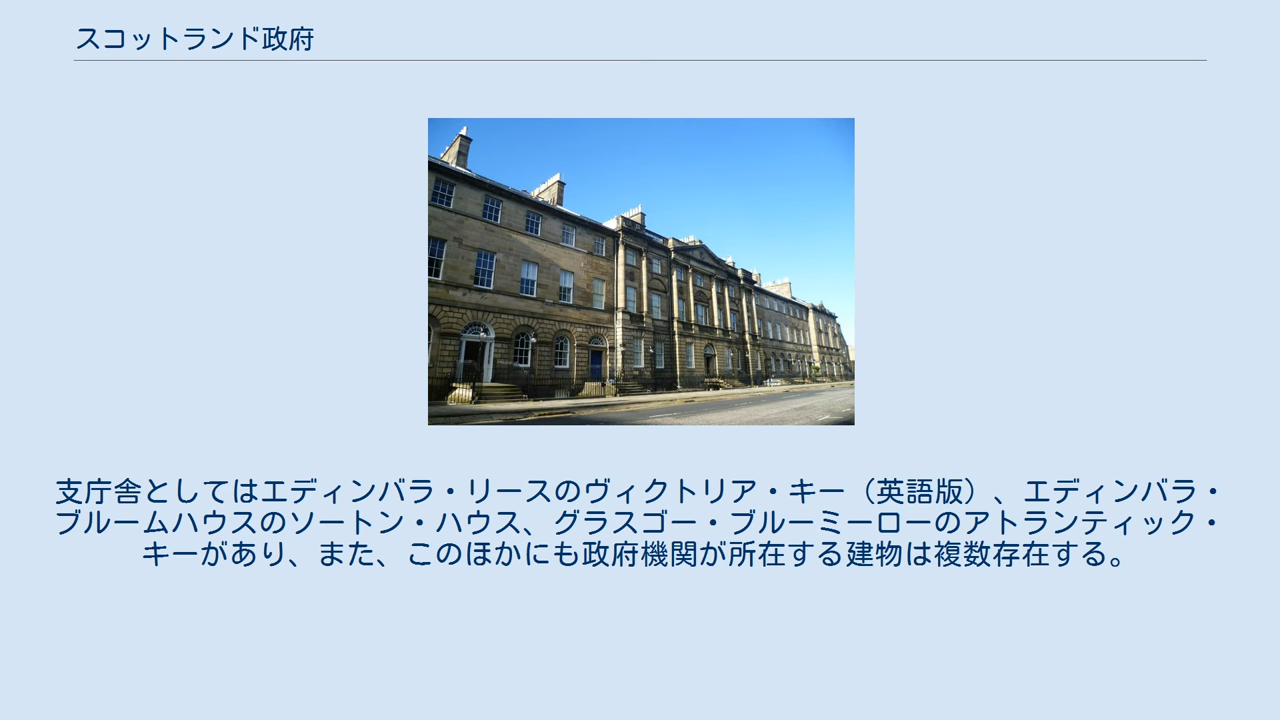 スコットランド政府
支庁舎としてはエディンバラ・リースのヴィクトリア・キー（英語版）、エディンバラ・
ブルームハウスのソートン・ハウス、グラスゴー・ブルーミーローのアトランティック・
キーがあり、また、このほかにも政府機関が所在する建物は複数存在する。